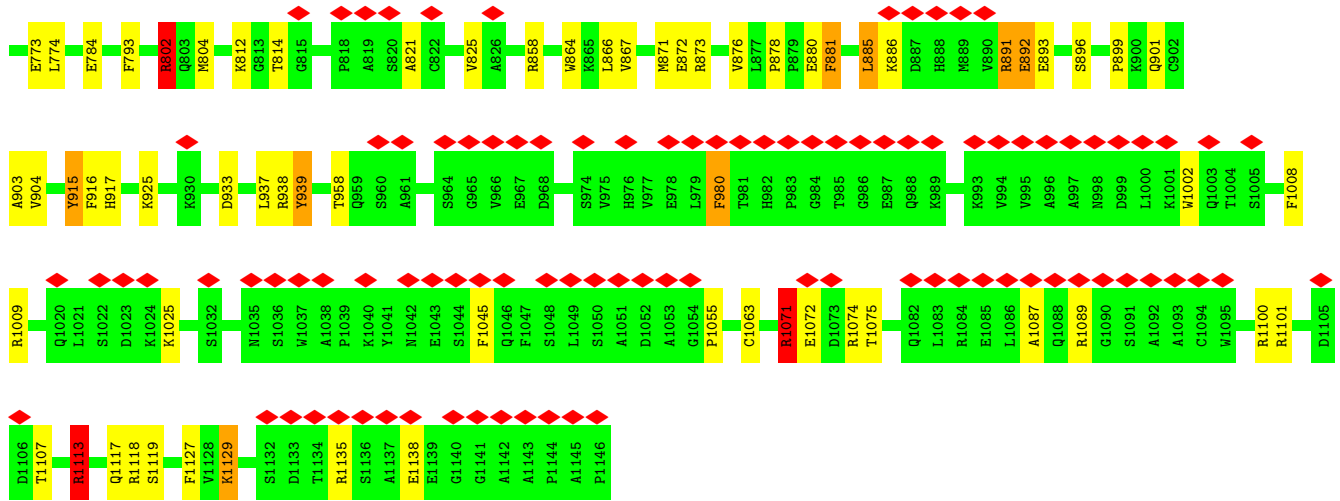 E773 L774 E784 F793 R802 Q803 M804 K812 G813 T814 G815 P818 A819 S820 A821 C822 V825 A826 R858 W864 K865 L866 V867 M871 E872 R873 V876 L877 P878 P879 E880 F881 L885 K886 D887 H888 M889 V890 R891 E892 E893 S896 P899 K900 Q901 C902
A903 V904 Y915 F916 H917 K925 K930 D933 L937 R938 Y939 T958 Q959 S960 A961 S964 G965 V966 E967 D968 S974 V975 H976 V977 E978 L979 F980 T981 H982 P983 G984 T985 G986 E987 Q988 K989 K993 V994 V995 A996 A997 N998 D999 L1000 K1001 W1002 Q1003 T1004 S1005 F1008
R1009 Q1020 L1021 S1022 D1023 K1024 K1025 S1032 N1035 S1036 W1037 A1038 P1039 K1040 Y1041 N1042 E1043 S1044 F1045 Q1046 F1047 S1048 L1049 S1050 A1051 D1052 A1053 G1054 P1055 C1063 R1071 E1072 D1073 R1074 T1075 Q1082 L1083 R1084 E1085 L1086 A1087 Q1088 R1089 G1090 S1091 A1092 A1093 C1094 W1095 R1100 R1101 D1105
D1106 T1107 R1113 Q1117 R1118 S1119 F1127 V1128 K1129 S1132 D1133 T1134 R1135 S1136 A1137 E1138 E1139 G1140 G1141 A1142 A1143 P1144 A1145 P1146